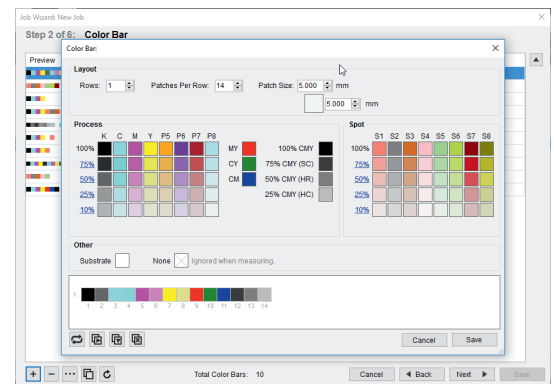 Job Wizard: New Job
Step 2 of 6: Color Bar
Preview
Color Bar:
Layout
Rows: 1 Patches Per Row: 14 Patch Size: 5.000 mm
5.000 mm
Process
K C M Y P5 P6 P7 P8
100% MY 100% CMY
75% CY 75% CMY (SC)
50% CM 50% CMY (HR)
25% 25% CMY (HC)
10%
Spot
S1 S2 S3 S4 S5 S6 S7 S8
100%
75%
50%
25%
10%
Other
Substrate None Ignored when measuring.
1
1 2 3 4 5 6 7 8 9 10 11 12 13 14
Cancel Save
Total Color Bars: 10 Cancel Back Next Save